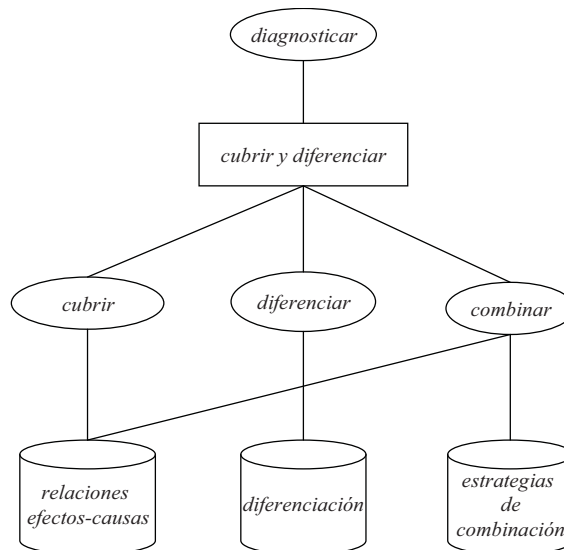 diagnosticar
cubrir y diferenciar
cubrir
diferenciar
combinar
relaciones
efectos-causas
diferenciación
estrategias
de
combinación